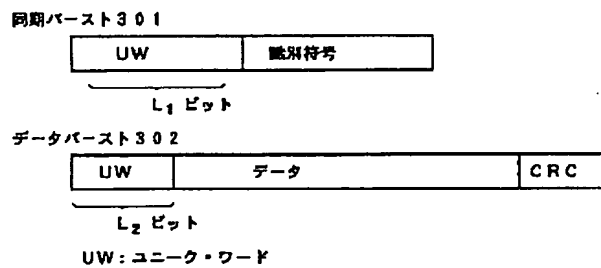 同期バースト301
UW 識別符号
L1 ビット
データバースト302
UW データ CRC
L2 ビット
UW:ユニーク・ワード